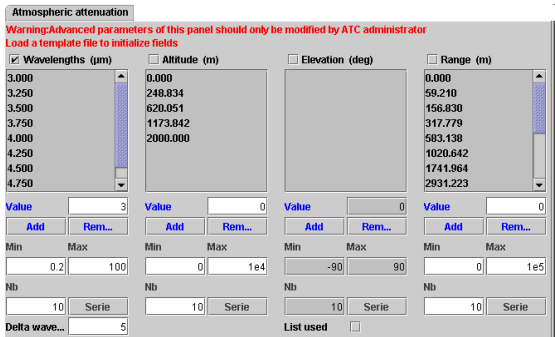 Atmospheric attenuation
Warning:Advanced parameters of this panel should only be modified by ATC administrator
Load a template file to initialize fields
Wavelengths (µm) Altitude (m) Elevation (deg) Range (m)
3.000 0.000 0.000
3.250 248.834 59.210
3.500 620.051 156.830
3.750 1173.842 317.779
4.000 2000.000 583.138
4.250 1020.642
4.500 1741.964
4.750 2931.223
Value 3 Value 0 Value 0 Value 0
Add Rem... Add Rem... Add Rem... Add Rem...
Min Max Min Max Min Max Min Max
0.2 100 0 1e4 -90 90 0 1e5
Nb Nb Nb Nb
10 Serie 10 Serie 10 Serie 10 Serie
Delta wave... 5 List used